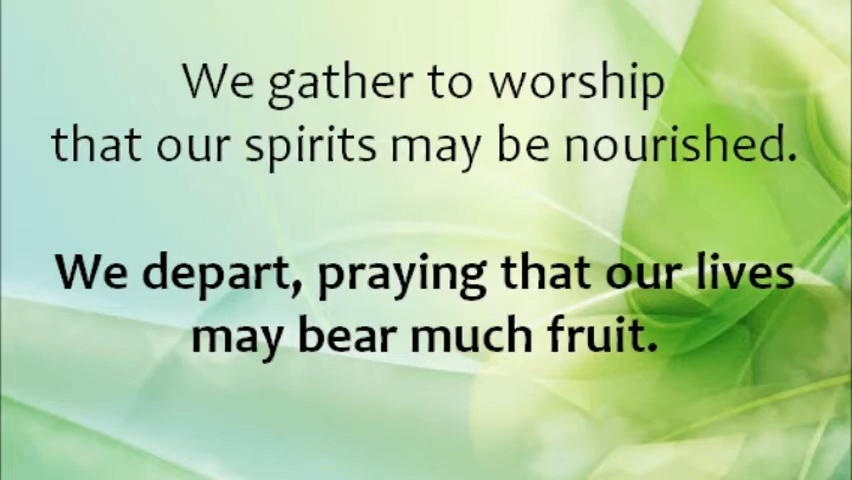 We gather to worship
that our spirits may be nourished.
We depart, praying that our lives
may bear much fruit.